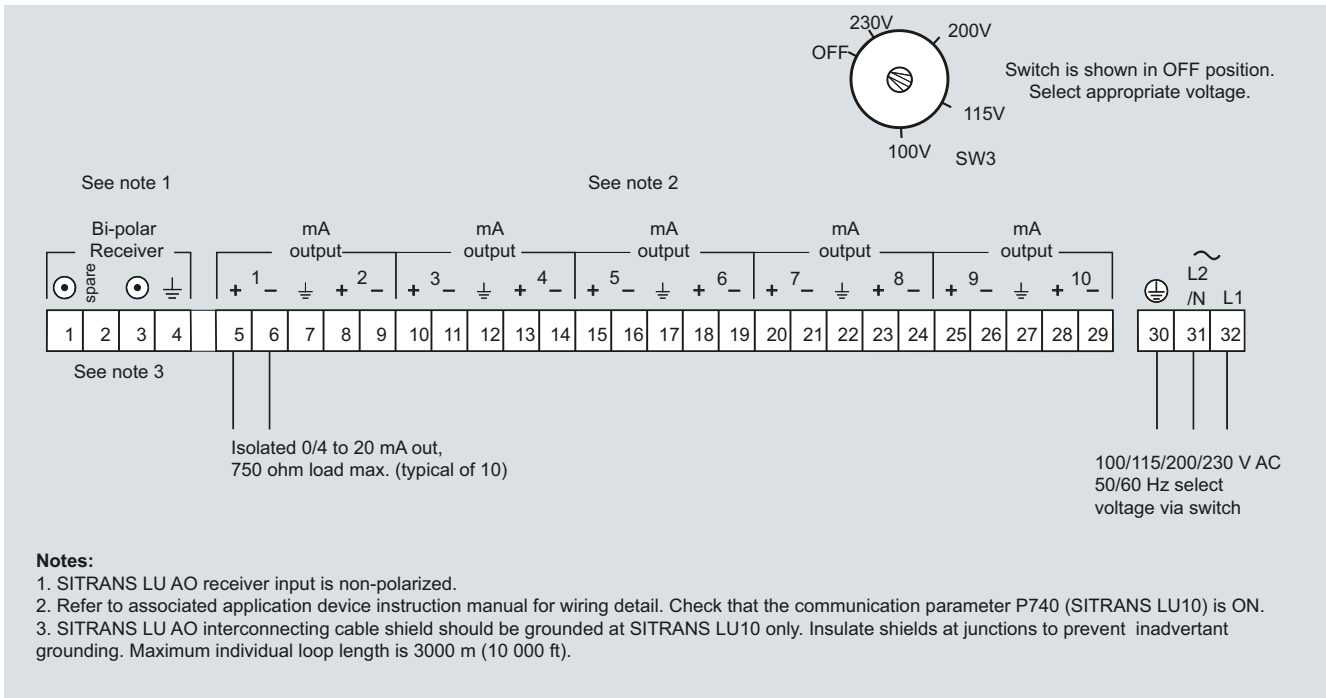 230V
200V
OFF
Switch is shown in OFF position.
Select appropriate voltage.
115V
100V
SW3
See note 1
See note 2
Bi-polar
Receiver
spare
mA
output
mA
output
mA
output
mA
output
mA
output
+ 1 – + 2 – + 3 – + 4 – + 5 – + 6 – + 7 – + 8 – + 9 – + 10 –
~
L2
/N L1
1 2 3 4 5 6 7 8 9 10 11 12 13 14 15 16 17 18 19 20 21 22 23 24 25 26 27 28 29 30 31 32
See note 3
Isolated 0/4 to 20 mA out,
750 ohm load max. (typical of 10)
100/115/200/230 V AC
50/60 Hz select
voltage via switch
Notes:
1. SITRANS LU AO receiver input is non-polarized.
2. Refer to associated application device instruction manual for wiring detail. Check that the communication parameter P740 (SITRANS LU10) is ON.
3. SITRANS LU AO interconnecting cable shield should be grounded at SITRANS LU10 only. Insulate shields at junctions to prevent inadvertant
grounding. Maximum individual loop length is 3000 m (10 000 ft).